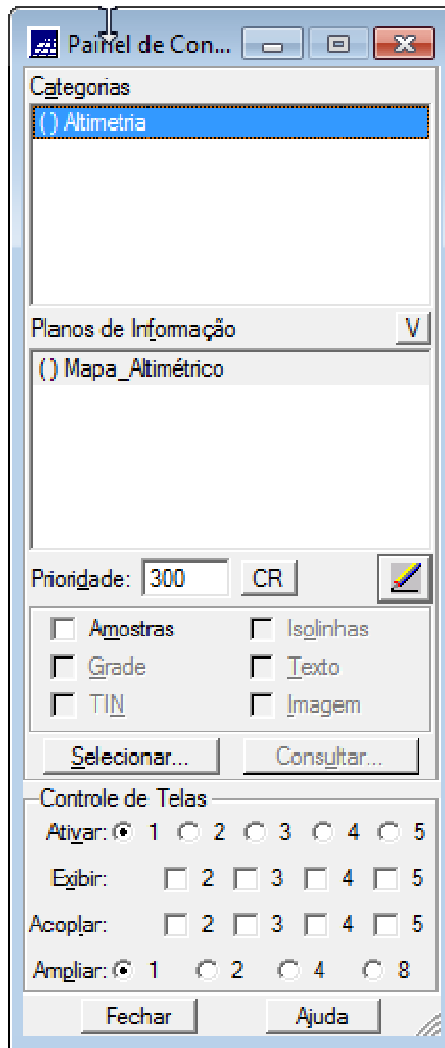 Painel de Con...
Categorias
( ) Altimetria
Planos de Informação V
( ) Mapa_Altimétrico
Prioridade: 300 CR
Amostras Isolinhas
Grade Texto
TIN Imagem
Selecionar... Consultar...
Controle de Telas
Ativar: 1 2 3 4 5
Exibir: 2 3 4 5
Acoplar: 2 3 4 5
Ampliar: 1 2 4 8
Fechar Ajuda